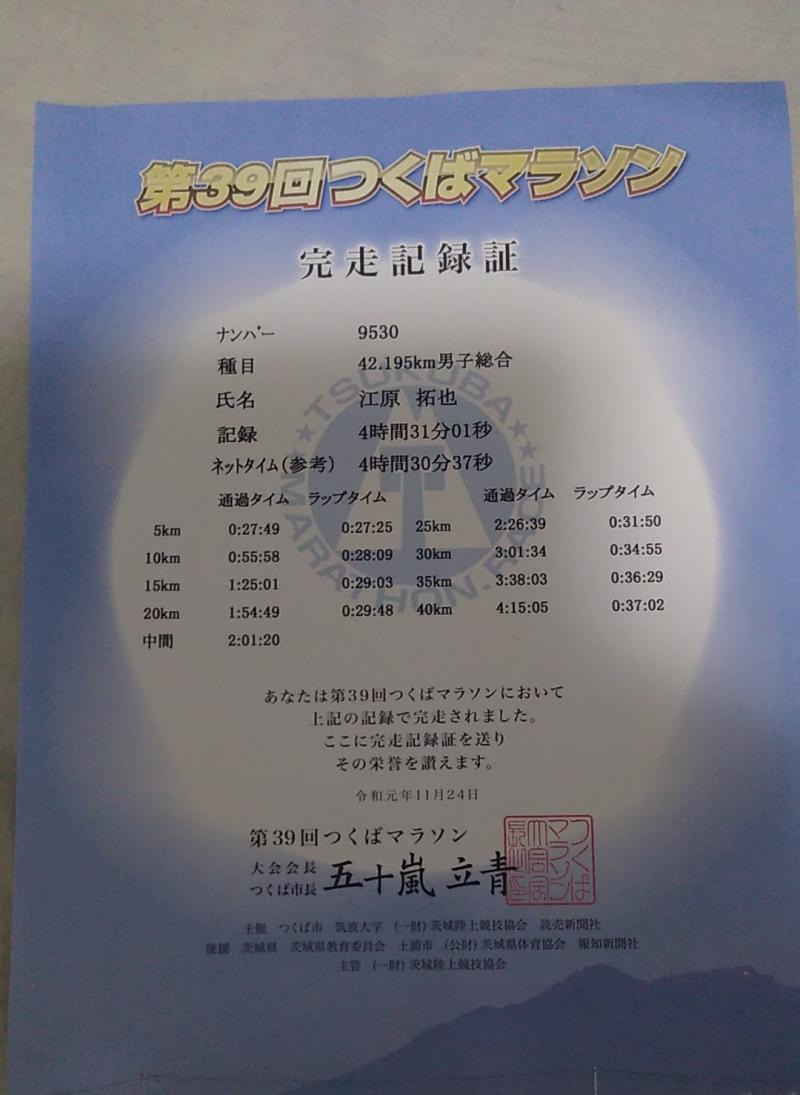 第39回つくばマラソン
完走記録証
ナンバー 9530
種目 42.195km男子総合
氏名 江原 拓也
記録 4時間31分01秒
ネットタイム(参考) 4時間30分37秒
通過タイム ラップタイム 通過タイム ラップタイム
5km 0:27:49 0:27:25 25km 2:26:39 0:31:50
10km 0:55:58 0:28:09 30km 3:01:34 0:34:55
15km 1:25:01 0:29:03 35km 3:38:03 0:36:29
20km 1:54:49 0:29:48 40km 4:15:05 0:37:02
中間 2:01:20
TSUKUBA
MARATHON・RACE
あなたは第39回つくばマラソンにおいて
上記の記録で完走されました。
ここに完走記録証を送り
その栄誉を讃えます。
令和元年11月24日
第39回つくばマラソン
大会会長
つくば市長 五十嵐 立青
つくば
マラソン
大会会
長之印
主催 つくば市 筑波大学 (一財)茨城陸上競技協会 読売新聞社
後援 茨城県 茨城県教育委員会 土浦市 (公財)茨城県体育協会 報知新聞社
主管 (一財)茨城陸上競技協会